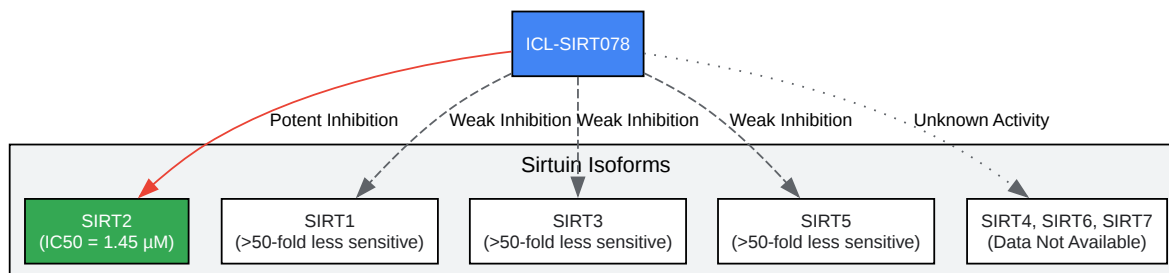 ICL-SIRT078
Potent Inhibition
Weak Inhibition
Weak Inhibition
Weak Inhibition
Unknown Activity
Sirtuin Isoforms
SIRT2
(IC50 = 1.45 µM)
SIRT1
(>50-fold less sensitive)
SIRT3
(>50-fold less sensitive)
SIRT5
(>50-fold less sensitive)
SIRT4, SIRT6, SIRT7
(Data Not Available)